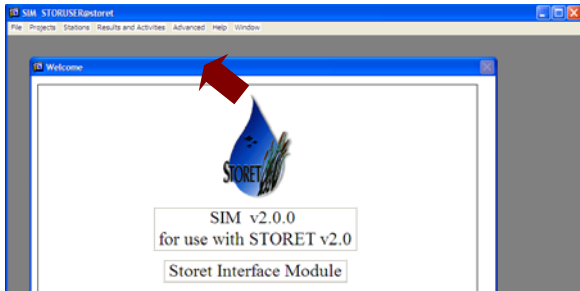 SIM STORUSER@storet
File Projects Stations Results and Activities Advanced Help Window
Welcome
STORET
SIM v2.0.0
for use with STORET v2.0
Storet Interface Module